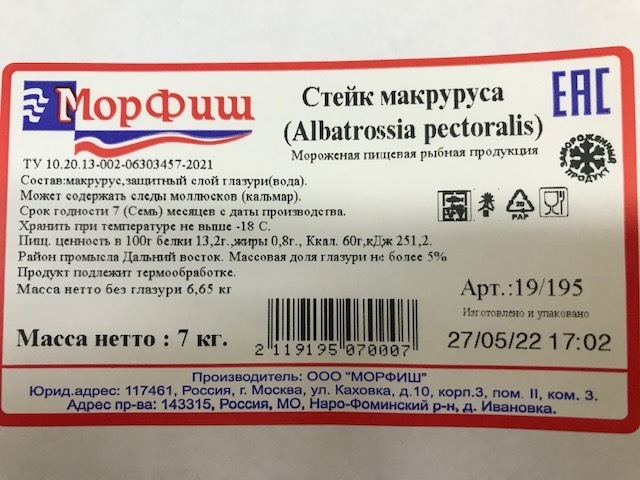 МорФиш
Стейк макруруса
(Albatrossia pectoralis)
Мороженая пищевая рыбная продукция
EAC
ЗАМОРОЖЕННЫЙ ПРОДУКТ
ТУ 10.20.13-002-06303457-2021
Состав:макрурус,защитный слой глазури(вода).
Может содержать следы моллюсков (кальмар).
Срок годности 7 (Семь) месяцев с даты производства.
Хранить при температуре не выше -18 С.
Пищ. ценность в 100г белки 13,2г.,жиры 0,8г., Ккал. 60г,кДж 251,2.
Район промысла Дальний восток. Массовая доля глазури не более 5%
Продукт подлежит термообработке.
Масса нетто без глазури 6,65 кг
20
PAP
Арт.:19/195
Изготовлено и упаковано
27/05/22 17:02
Масса нетто : 7 кг.
2 119195 070007
Производитель: ООО "МОРФИШ"
Юрид.адрес: 117461, Россия, г. Москва, ул. Каховка, д.10, корп.3, пом. II, ком. 3.
Адрес пр-ва: 143315, Россия, МО, Наро-Фоминский р-н, д. Ивановка.